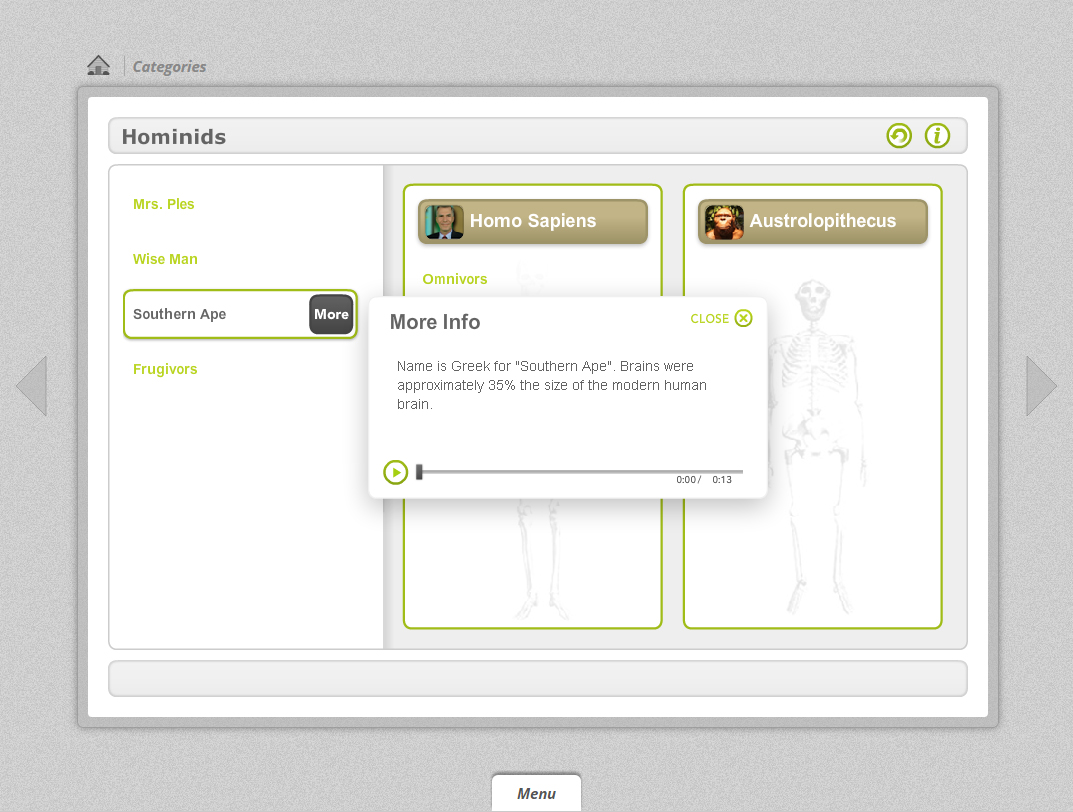 Categories
Hominids
Mrs. Ples
Wise Man
Southern Ape
More
Frugivors
Homo Sapiens
Omnivors
Austrolopithecus
More Info
CLOSE
Name is Greek for "Southern Ape". Brains were
approximately 35% the size of the modern human
brain.
0:00 / 0:13
Menu